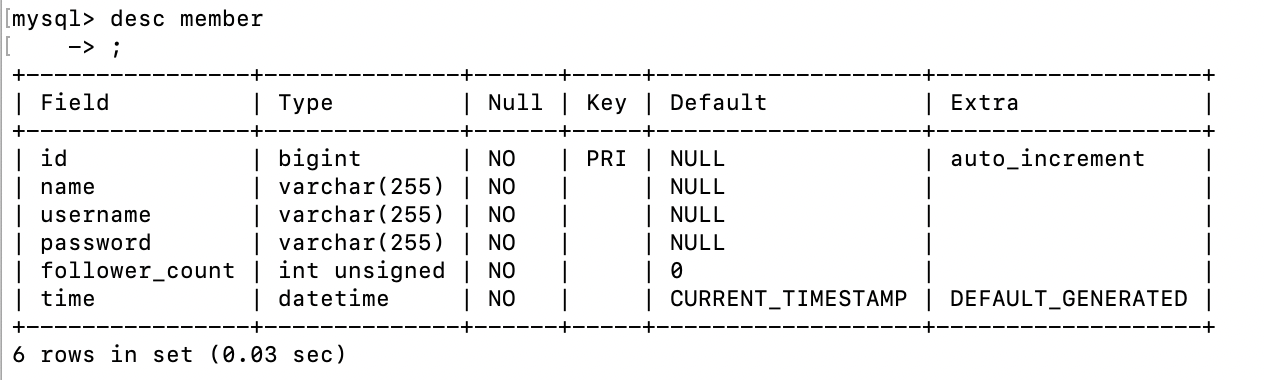 [mysql> desc member
[    -> ;
+----------------+--------------+------+-----+-------------------+-------------------+
| Field          | Type         | Null | Key | Default           | Extra             |
+----------------+--------------+------+-----+-------------------+-------------------+
| id             | bigint       | NO   | PRI | NULL              | auto_increment    |
| name           | varchar(255) | NO   |     | NULL              |                   |
| username       | varchar(255) | NO   |     | NULL              |                   |
| password       | varchar(255) | NO   |     | NULL              |                   |
| follower_count | int unsigned | NO   |     | 0                 |                   |
| time           | datetime     | NO   |     | CURRENT_TIMESTAMP | DEFAULT_GENERATED |
+----------------+--------------+------+-----+-------------------+-------------------+
6 rows in set (0.03 sec)